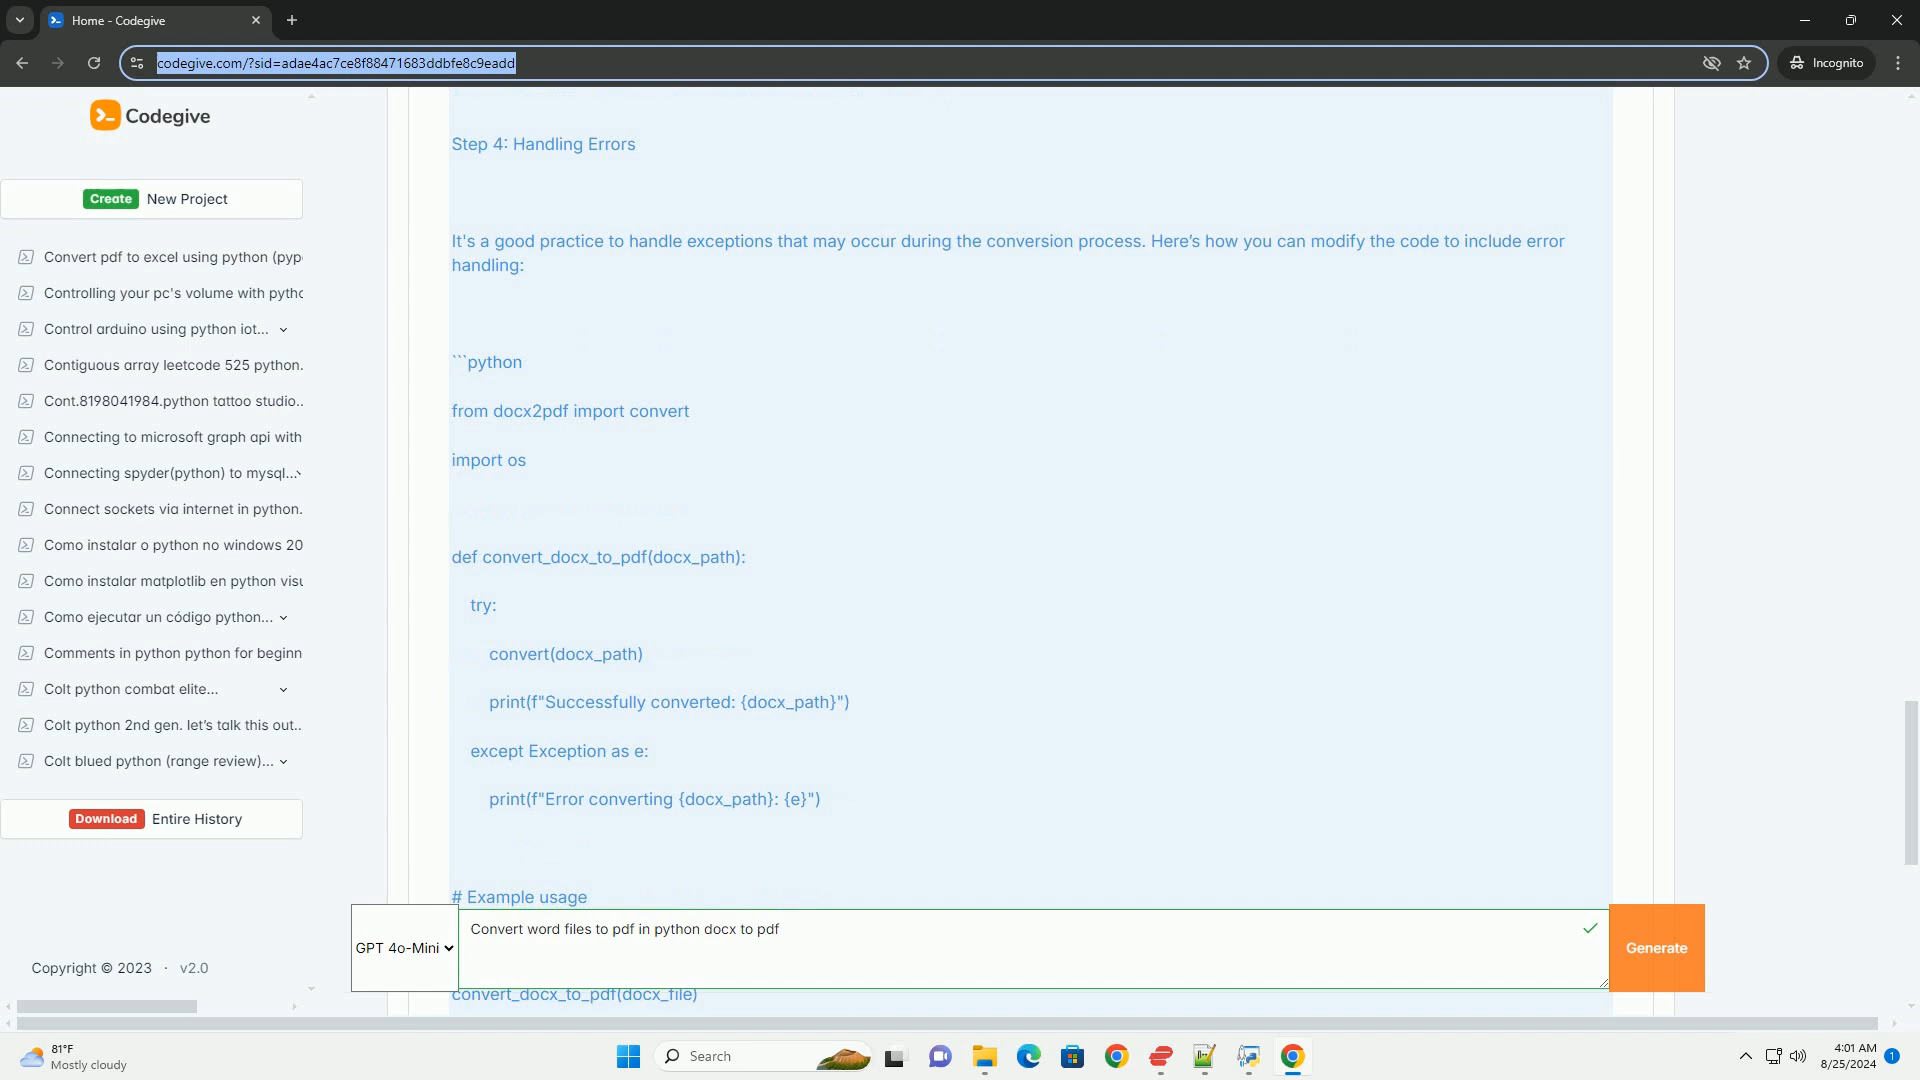 Home - Codegive
codegive.com/?sid=adae4ac7ce8f88471683ddbfe8c9eadd
Incognito
Codegive
Create New Project
Convert pdf to excel using python (pyp
Controlling your pc's volume with pytho
Control arduino using python iot...
Contiguous array leetcode 525 python.
Cont.8198041984.python tattoo studio..
Connecting to microsoft graph api with
Connecting spyder(python) to mysql...
Connect sockets via internet in python.
Como instalar o python no windows 20
Como instalar matplotlib en python visu
Como ejecutar un código python...
Comments in python python for beginn
Colt python combat elite...
Colt python 2nd gen. let's talk this out..
Colt blued python (range review)...
Download Entire History
Copyright © 2023 · v2.0
Step 4: Handling Errors
It's a good practice to handle exceptions that may occur during the conversion process. Here’s how you can modify the code to include error
handling:
```python
from docx2pdf import convert
import os
def convert_docx_to_pdf(docx_path):
try:
convert(docx_path)
print(f"Successfully converted: {docx_path}")
except Exception as e:
print(f"Error converting {docx_path}: {e}")
# Example usage
GPT 4o-Mini
Convert word files to pdf in python docx to pdf
Generate
convert_docx_to_pdf(docx_file)
81°F
Mostly cloudy
Search
4:01 AM
8/25/2024
1